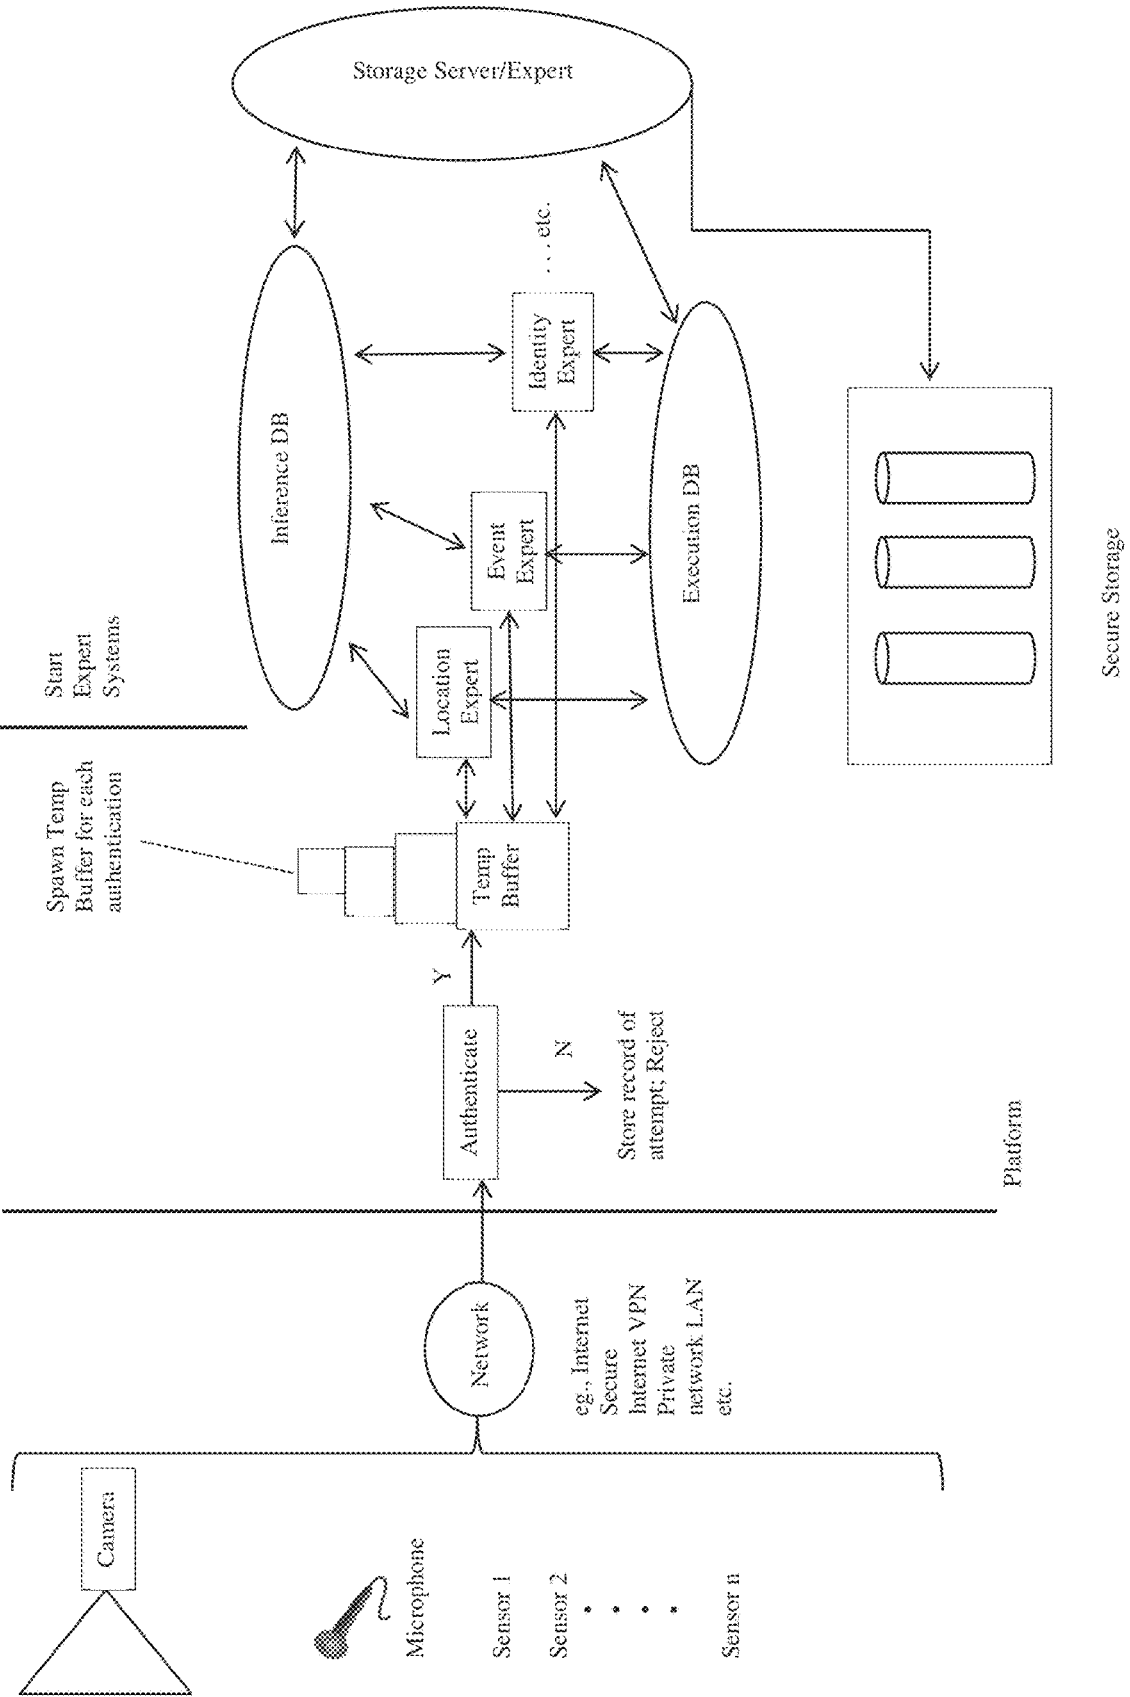 Camera
Microphone
Sensor 1
Sensor 2
Sensor n
Network
eg., Internet
Secure
Internet VPN
Private
network LAN
etc.
Platform
Authenticate
Y
N
Store record of
attempt; Reject
Spawn Temp
Buffer for each
authentication
Temp
Buffer
Start
Expert
Systems
Location
Expert
Event
Expert
Identity
Expert
. . . etc.
Inference DB
Execution DB
Storage Server/Expert
Secure Storage